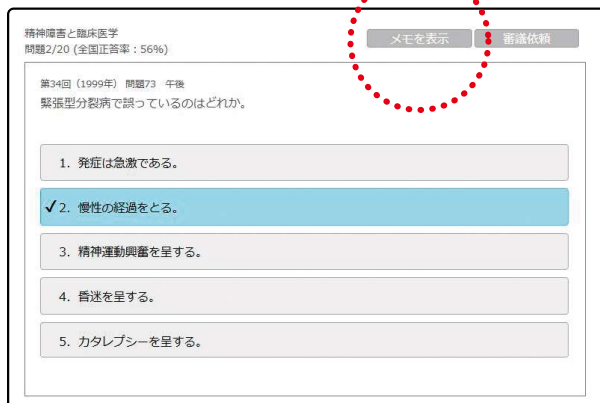 精神障害と臨床医学
問題2/20 (全国正答率：56%)
メモを表示
審議依頼
第34回（1999年） 問題73　午後
緊張型分裂病で誤っているのはどれか。
1. 発症は急激である。
✓2. 慢性の経過をとる。
3. 精神運動興奮を呈する。
4. 昏迷を呈する。
5. カタレプシーを呈する。